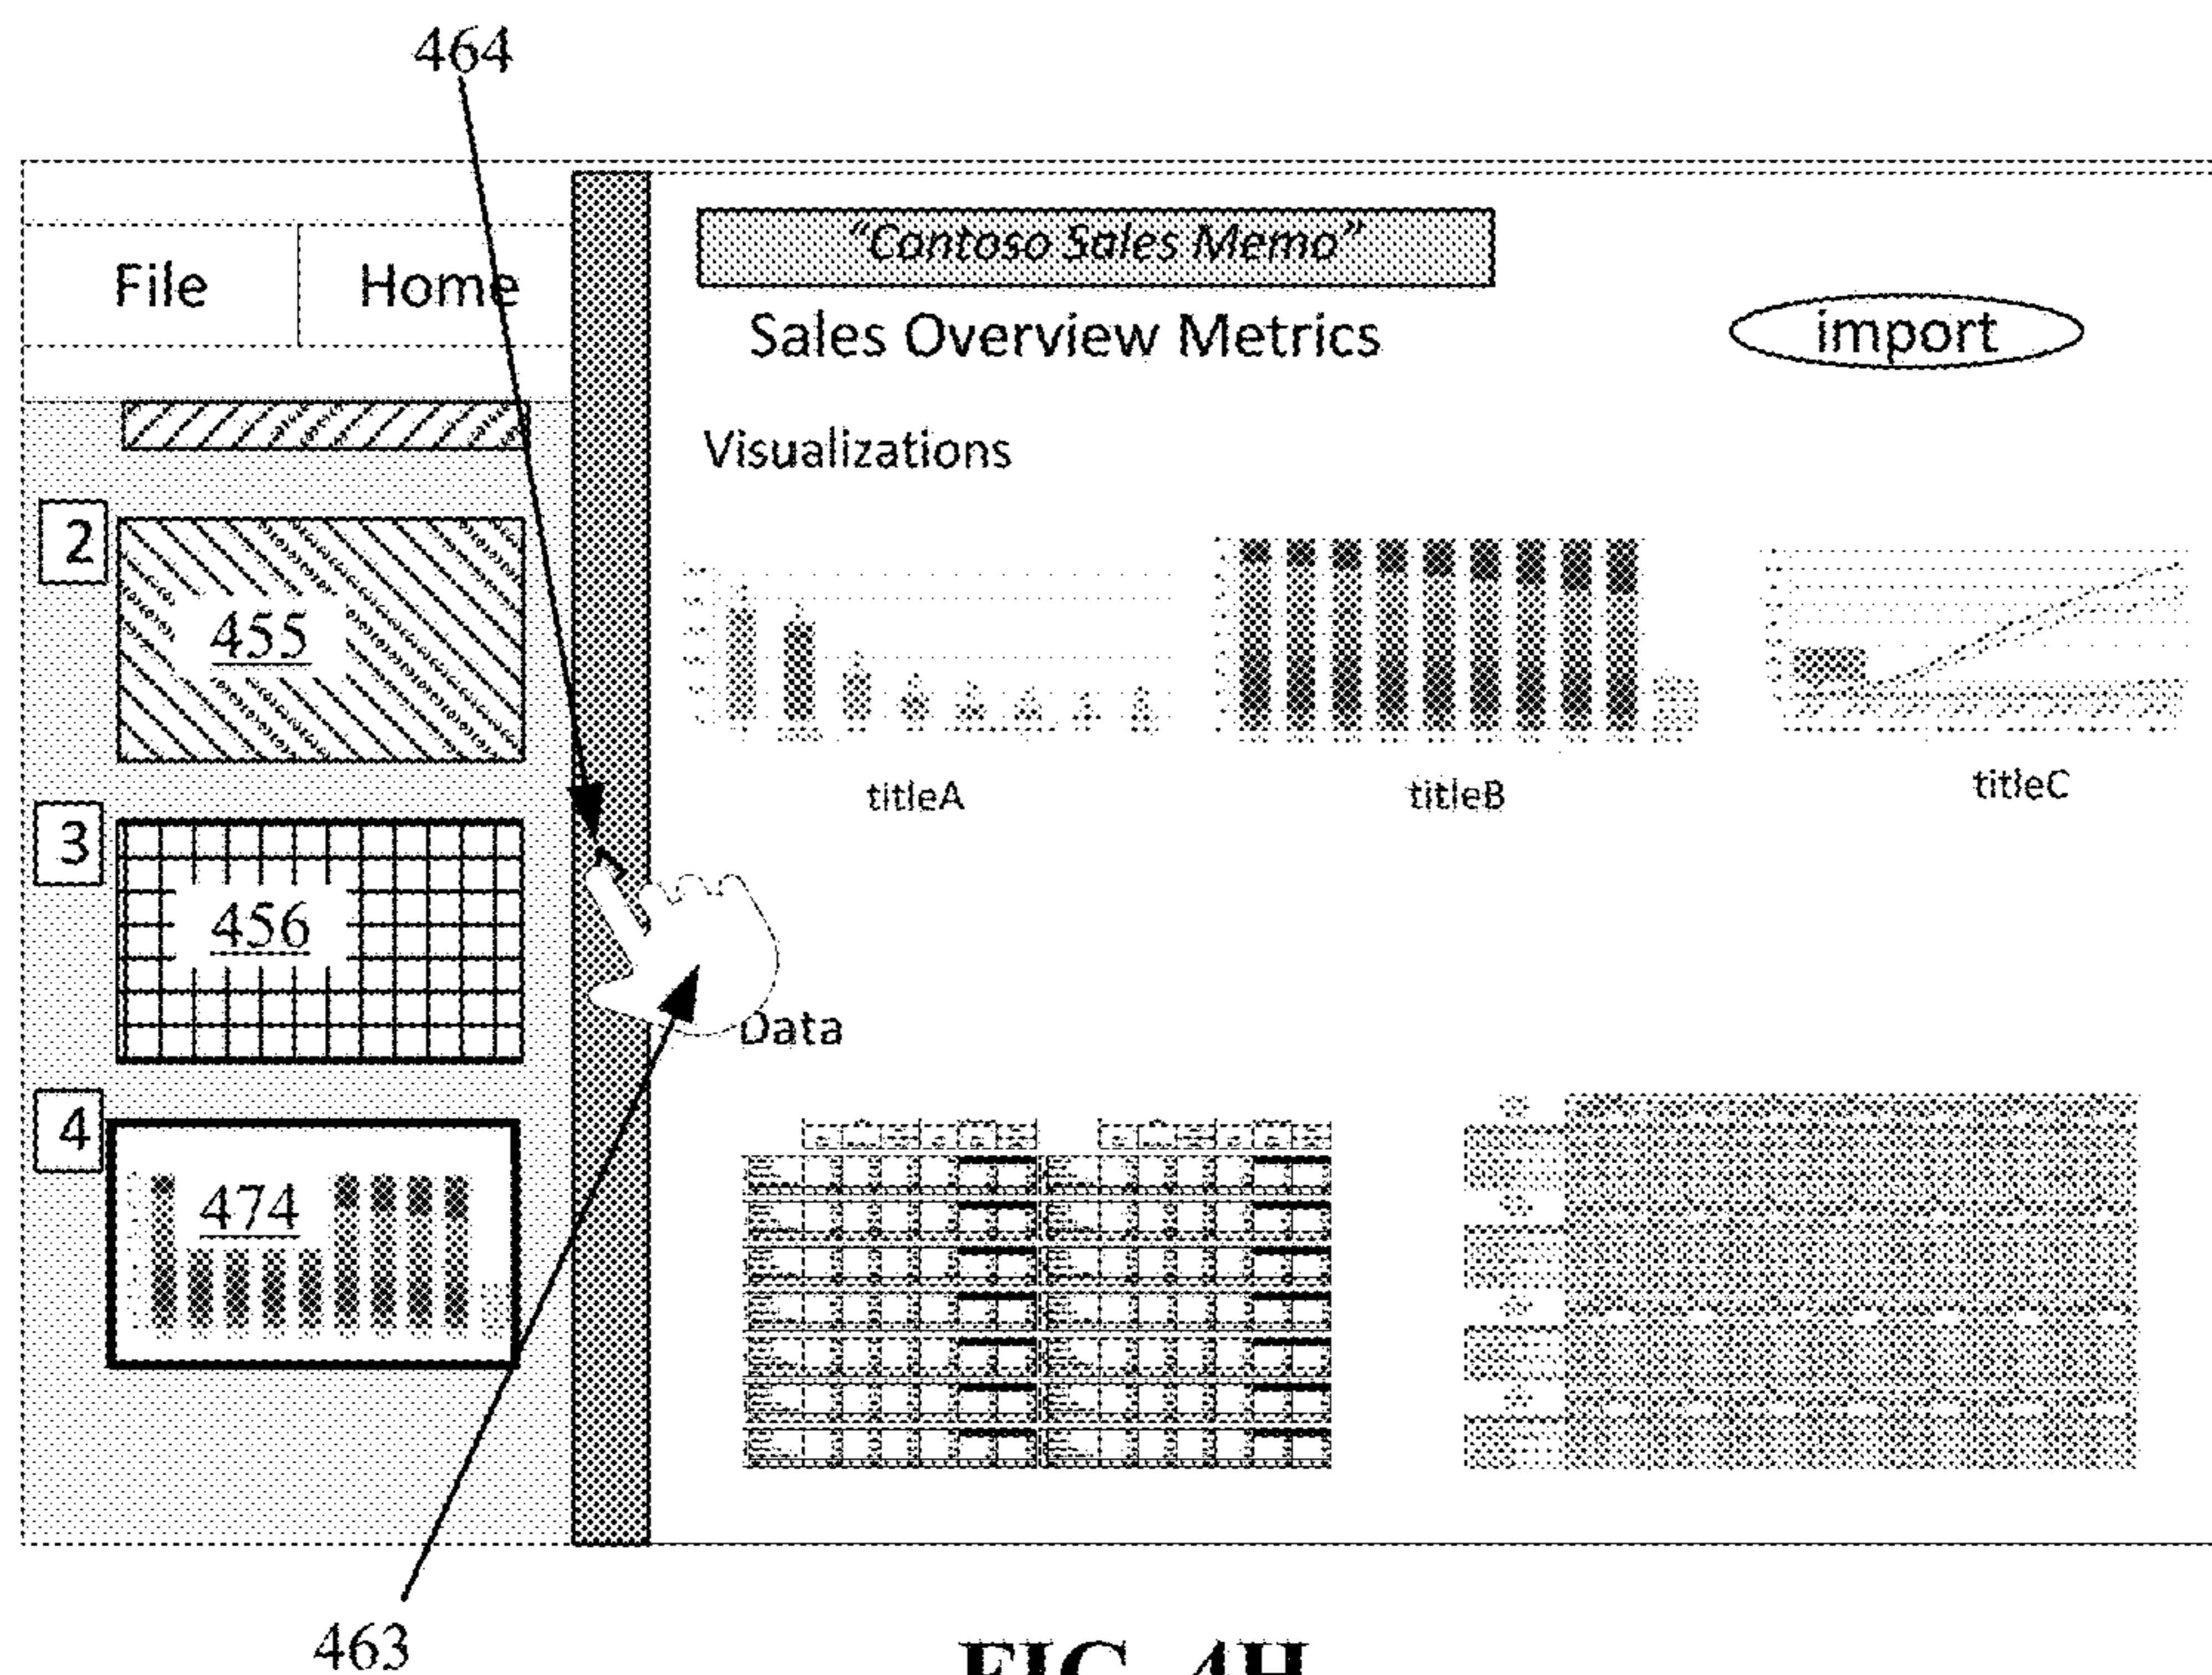 464
File Home
"Contoso Sales Memo"
Sales Overview Metrics
import
Visualizations
2
455
titleA
titleB
titleC
3
456
Data
4
474
463
FIG. 4H